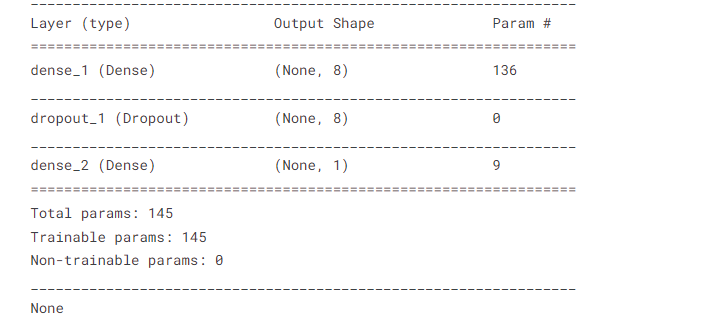 _________________________________________________________________
Layer (type)                 Output Shape              Param #
=================================================================
dense_1 (Dense)              (None, 8)                 136
_________________________________________________________________
dropout_1 (Dropout)          (None, 8)                 0
_________________________________________________________________
dense_2 (Dense)              (None, 1)                 9
=================================================================
Total params: 145
Trainable params: 145
Non-trainable params: 0
_________________________________________________________________
None